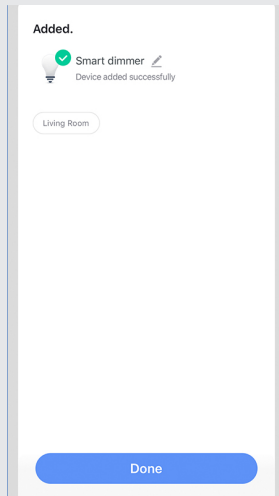 Added.
Smart dimmer
Device added successfully
Living Room
Done